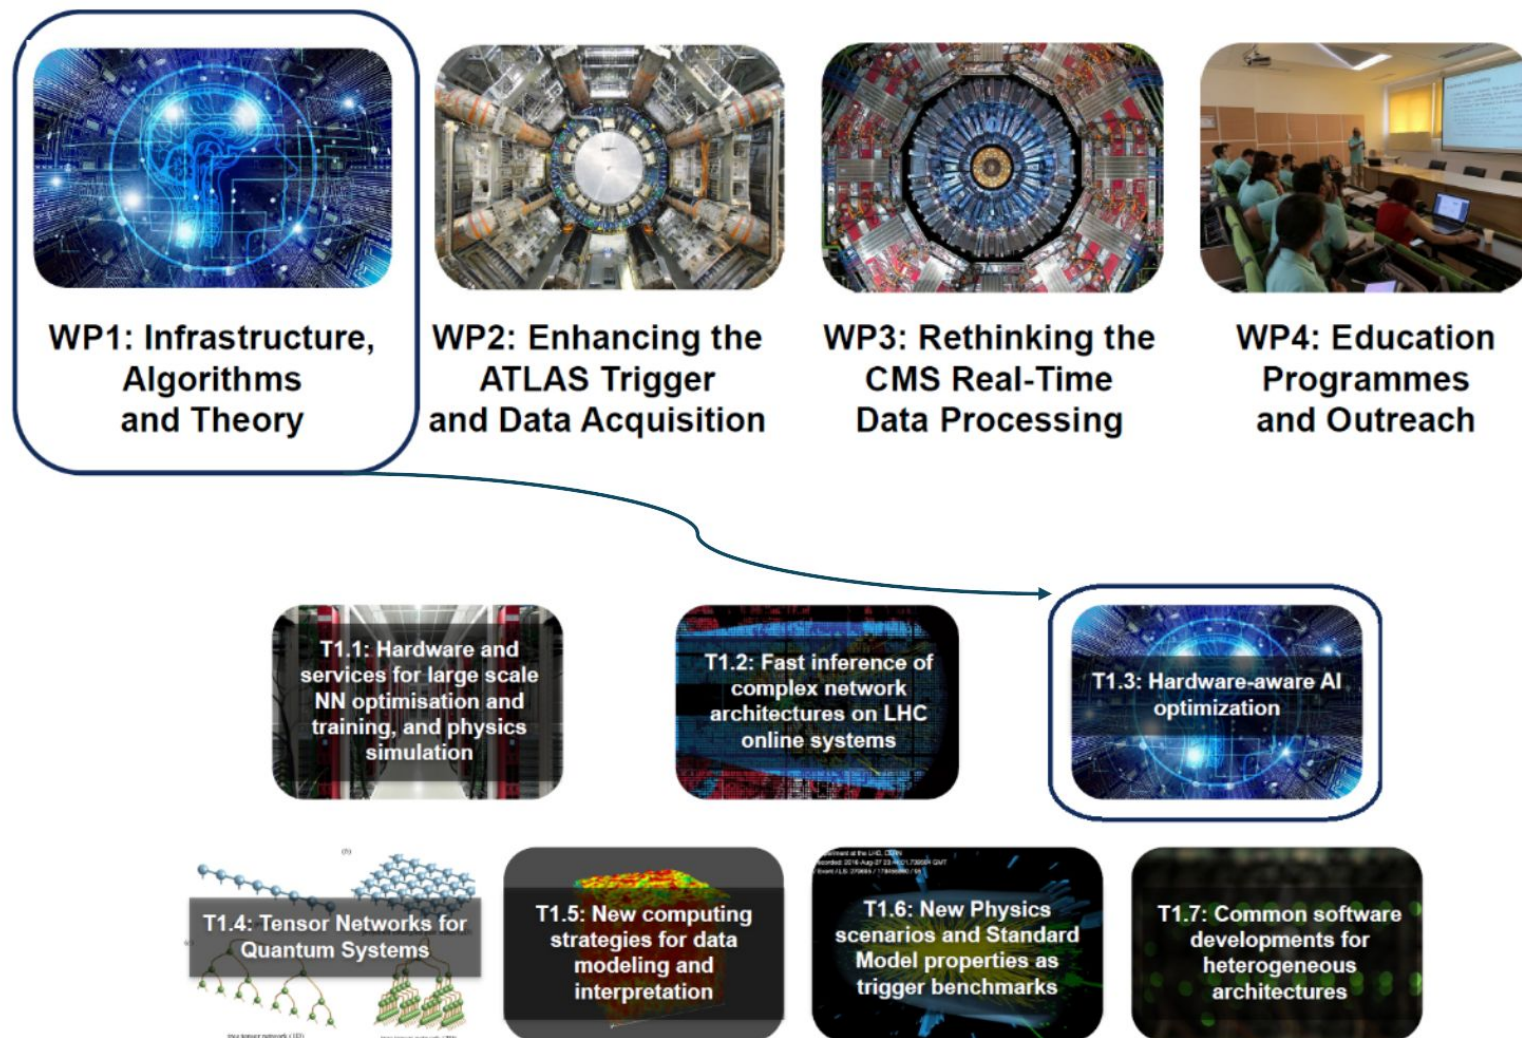 WP1: Infrastructure,
Algorithms
and Theory
WP2: Enhancing the
ATLAS Trigger
and Data Acquisition
WP3: Rethinking the
CMS Real-Time
Data Processing
WP4: Education
Programmes
and Outreach
T1.1: Hardware and
services for large scale
NN optimisation and
training, and physics
simulation
T1.2: Fast inference of
complex network
architectures on LHC
online systems
T1.3: Hardware-aware AI
optimization
T1.4: Tensor Networks for
Quantum Systems
T1.5: New computing
strategies for data
modeling and
interpretation
T1.6: New Physics
scenarios and Standard
Model properties as
trigger benchmarks
T1.7: Common software
developments for
heterogeneous
architectures